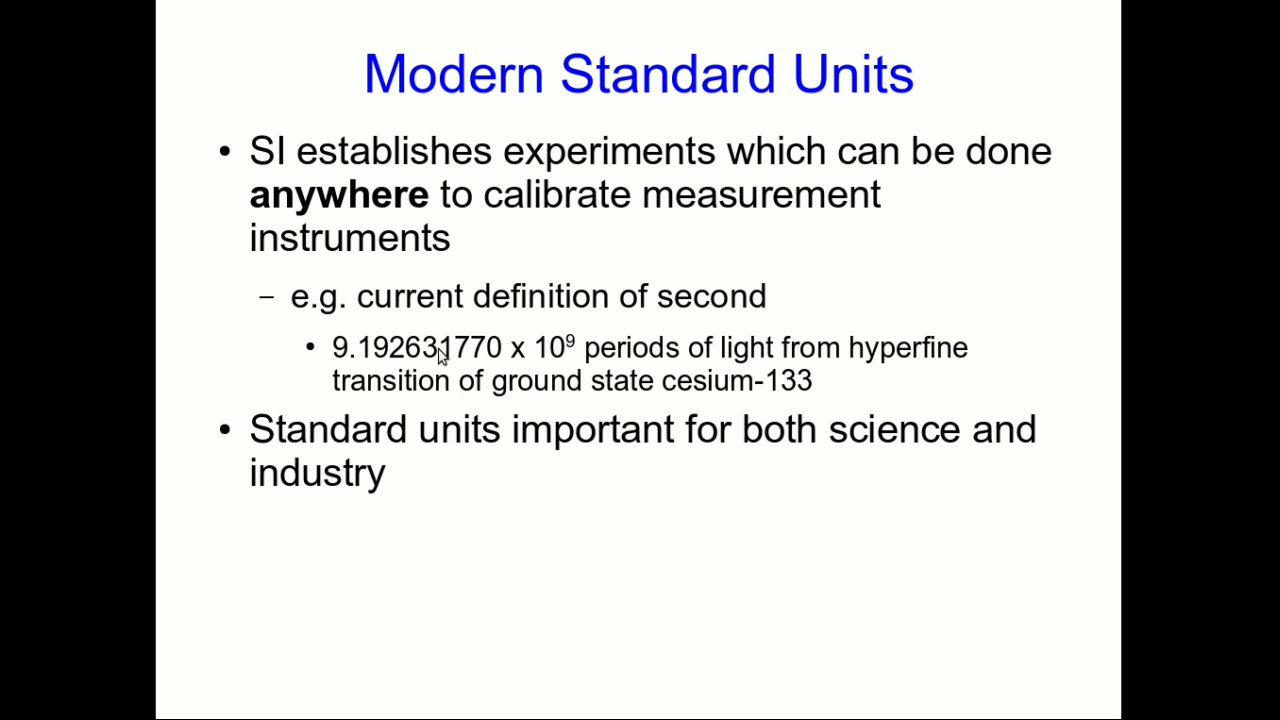 Modern Standard Units
• SI establishes experiments which can be done
anywhere to calibrate measurement
instruments
– e.g. current definition of second
• 9.192631770 x 10⁹ periods of light from hyperfine
transition of ground state cesium-133
• Standard units important for both science and
industry